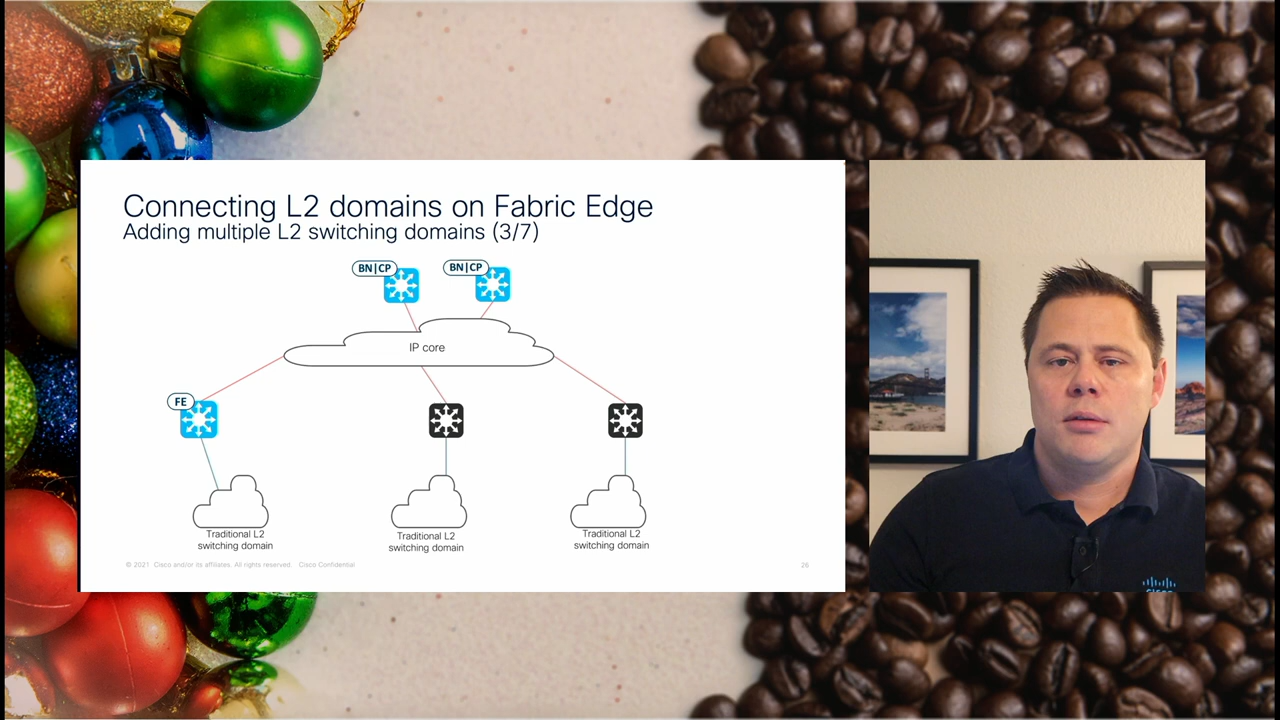 Connecting L2 domains on Fabric Edge
Adding multiple L2 switching domains (3/7)
BN|CP
BN|CP
IP core
FE
Traditional L2
switching domain
Traditional L2
switching domain
Traditional L2
switching domain
© 2021 Cisco and/or its affiliates. All rights reserved. Cisco Confidential
26